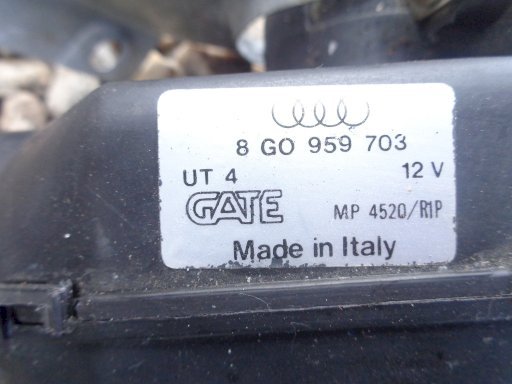 8 GO 959 703
UT 4 12 V
GATE MP 4520/R1P
Made in Italy